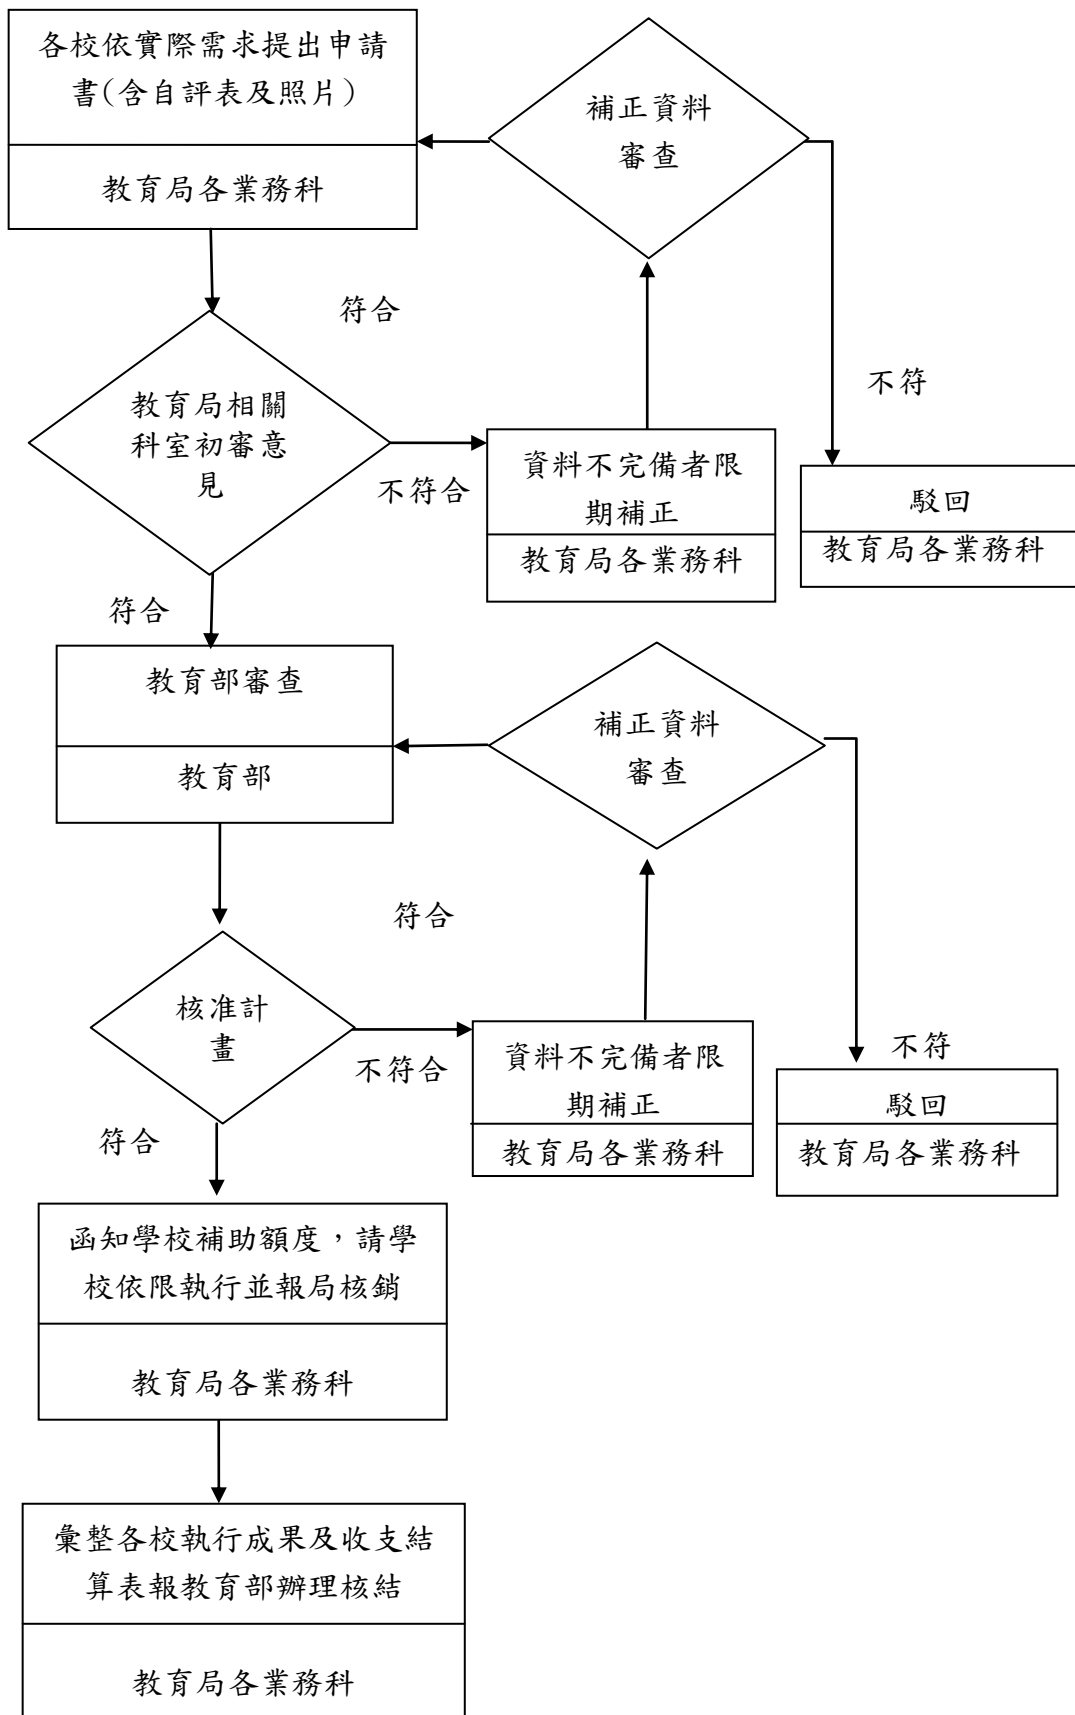 各校依實際需求提出申請
書(含自評表及照片)
教育局各業務科
補正資料
審查
符合
不符
教育局相關
科室初審意
見
不符合
資料不完備者限
期補正
教育局各業務科
駁回
教育局各業務科
符合
教育部審查
教育部
補正資料
審查
符合
核准計
畫
不符合
資料不完備者限
期補正
教育局各業務科
不符
駁回
教育局各業務科
符合
函知學校補助額度，請學
校依限執行並報局核銷
教育局各業務科
彙整各校執行成果及收支結
算表報教育部辦理核結
教育局各業務科